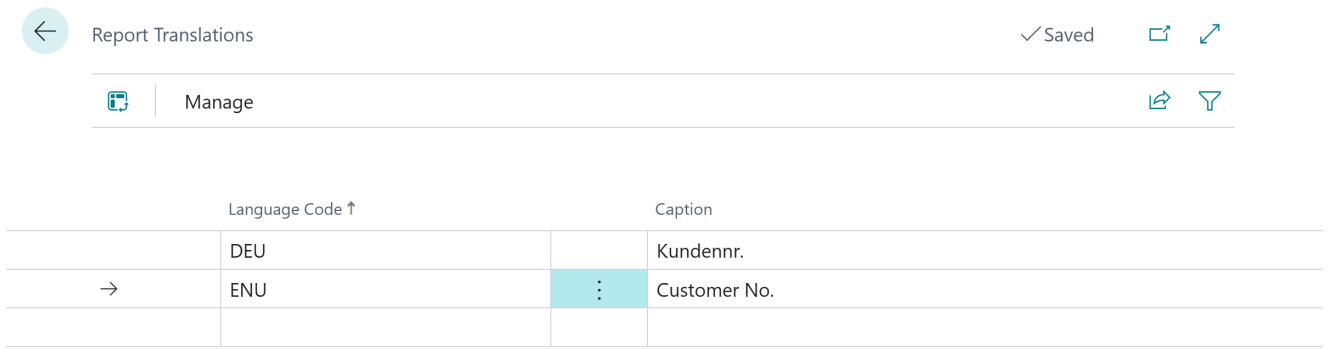 Report Translations Saved
Manage
Language Code↑ Caption
DEU Kundennr.
ENU Customer No.